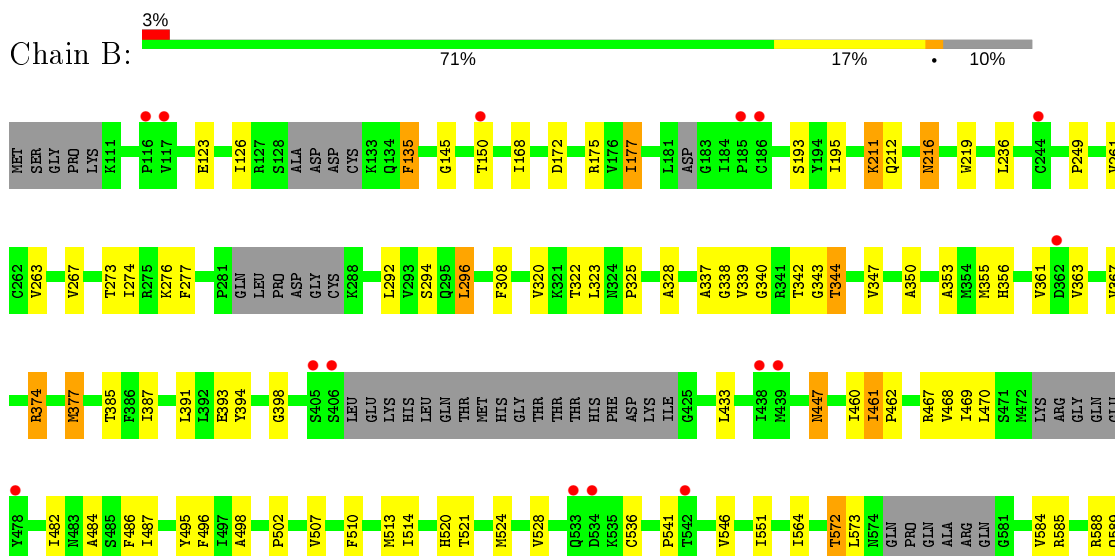 3%
Chain B:
71% 17% • 10%
MET SER GLY PRO LYS K111 P116 V117 E123 I126 R127 S128 ALA ASP ASP CYS K133 Q134 F135 G145 T150 I168 D172 R175 V176 I177 L181 ASP G183 I184 P185 C186 S193 Y194 I195 K211 Q212 N216 W219 L236 C244 P249
C262 V263 V267 T273 I274 R275 K276 F277 P281 GLN LEU PRO ASP GLY CYS K288 L292 V293 S294 Q295 L296 F308 V320 K321 T322 L323 N324 P325 A328 A337 G338 V339 G340 R341 T342 G343 T344 V347 A350 A353 M354 M355 H356 V361 D362 V363
R374 M377 T385 F386 I387 L391 L392 E393 Y394 G398 S405 S406 LEU GLU LYS HIS LEU GLN THR MET HIS GLY THR THR THR HIS PHE ASP LYS ILE G425 L433 I438 M439 N447 I460 I461 P462 R467 V468 I469 L470 S471 M472 LYS ARG GLY GLN
Y478 I482 N483 A484 S485 F486 I487 Y495 F496 I497 A498 P502 V507 F510 M513 I514 H520 T521 M524 V528 Q533 D534 K535 C536 P541 T542 V546 I551 I564 T572 L573 N574 GLN PRO GLN ALA ARG GLN G581 V584 R585 R588